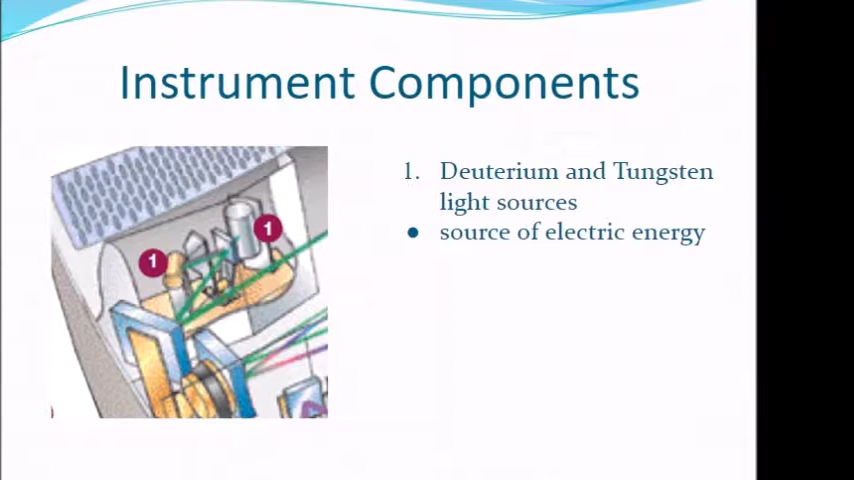 Instrument Components
1. Deuterium and Tungsten
light sources
● source of electric energy
1
1